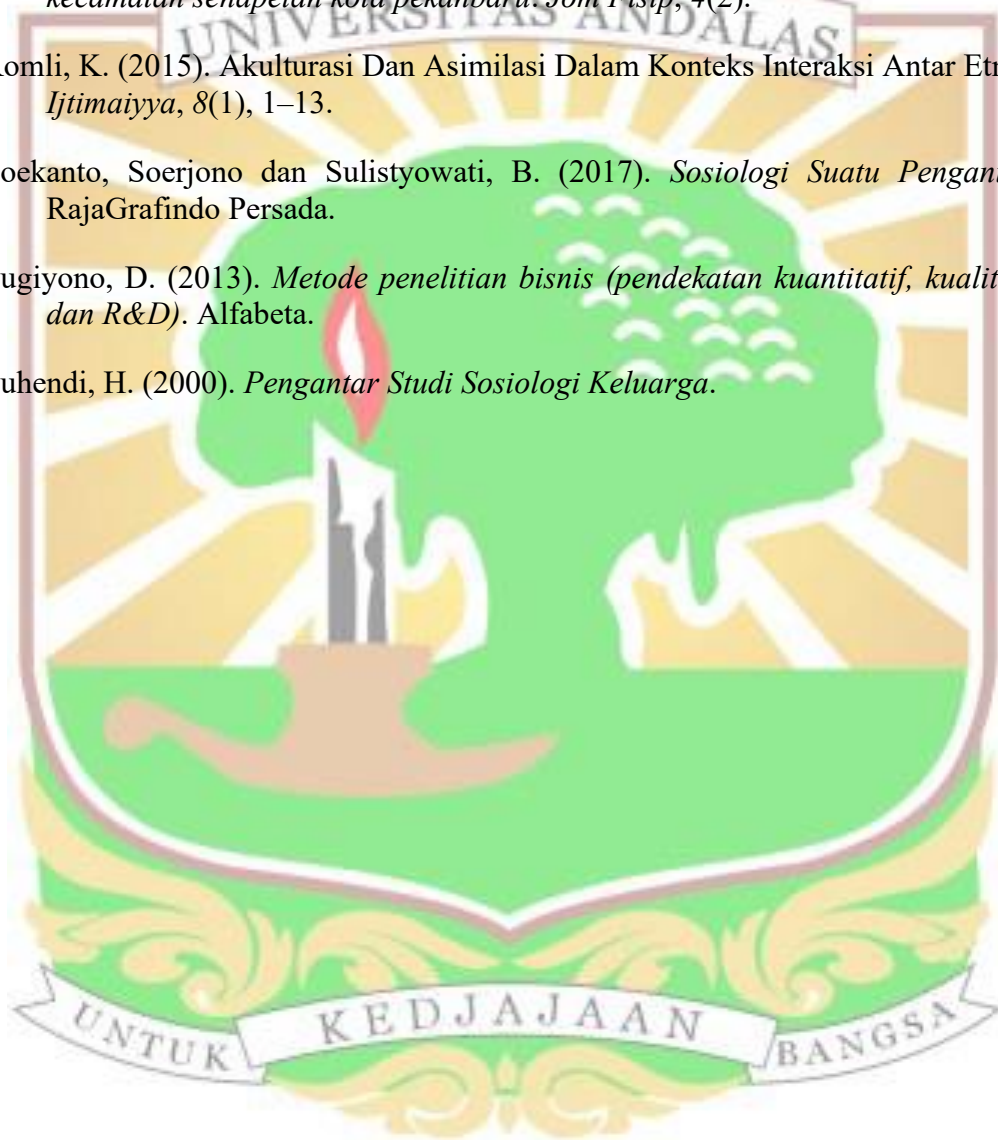 kecamatan senapelan kota pekanbaru. Jom Fisip, 4(2).
UNIVERSITAS ANDALAS
omli, K. (2015). Akulturasi Dan Asimilasi Dalam Konteks Interaksi Antar Etn
Ijtimaiyya, 8(1), 1–13.
oekanto, Soerjono dan Sulistyowati, B. (2017). Sosiologi Suatu Pengant
RajaGrafindo Persada.
ugiyono, D. (2013). Metode penelitian bisnis (pendekatan kuantitatif, kualit
dan R&D). Alfabeta.
uhendi, H. (2000). Pengantar Studi Sosiologi Keluarga.
UNTUK KEDJAJAAN BANGSA